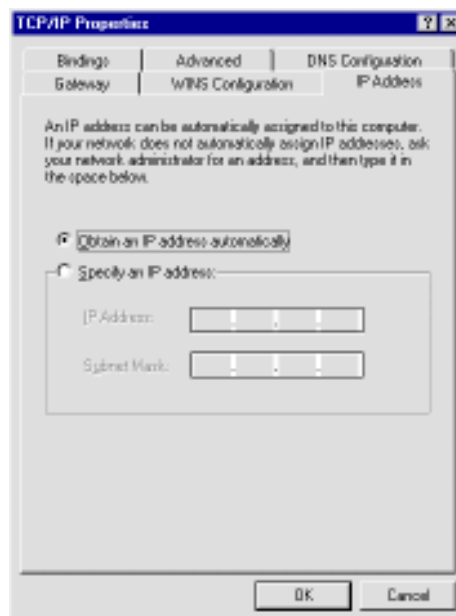 TCP/IP Properties
Bindings Advanced DNS Configuration
Gateway WINS Configuration IP Address
An IP address can be automatically assigned to this computer.
If your network does not automatically assign IP addresses, ask
your network administrator for an address, and then type it in
the space below.
Obtain an IP address automatically
Specify an IP address:
IP Address:
Subnet Mask:
OK Cancel